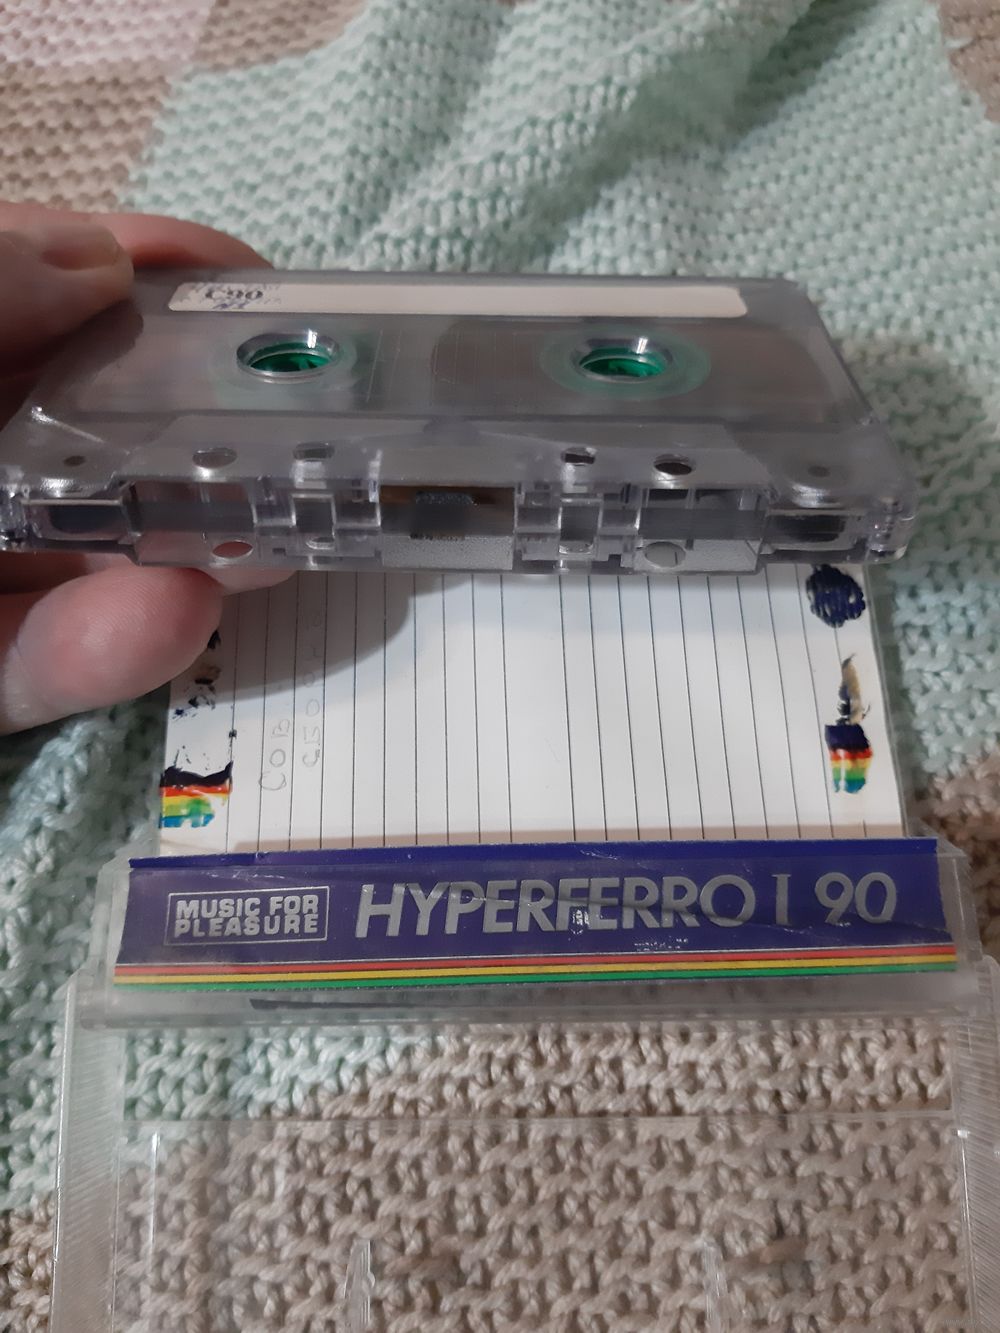 C90
MUSIC FOR
PLEASURE
HYPERFERRO I 90